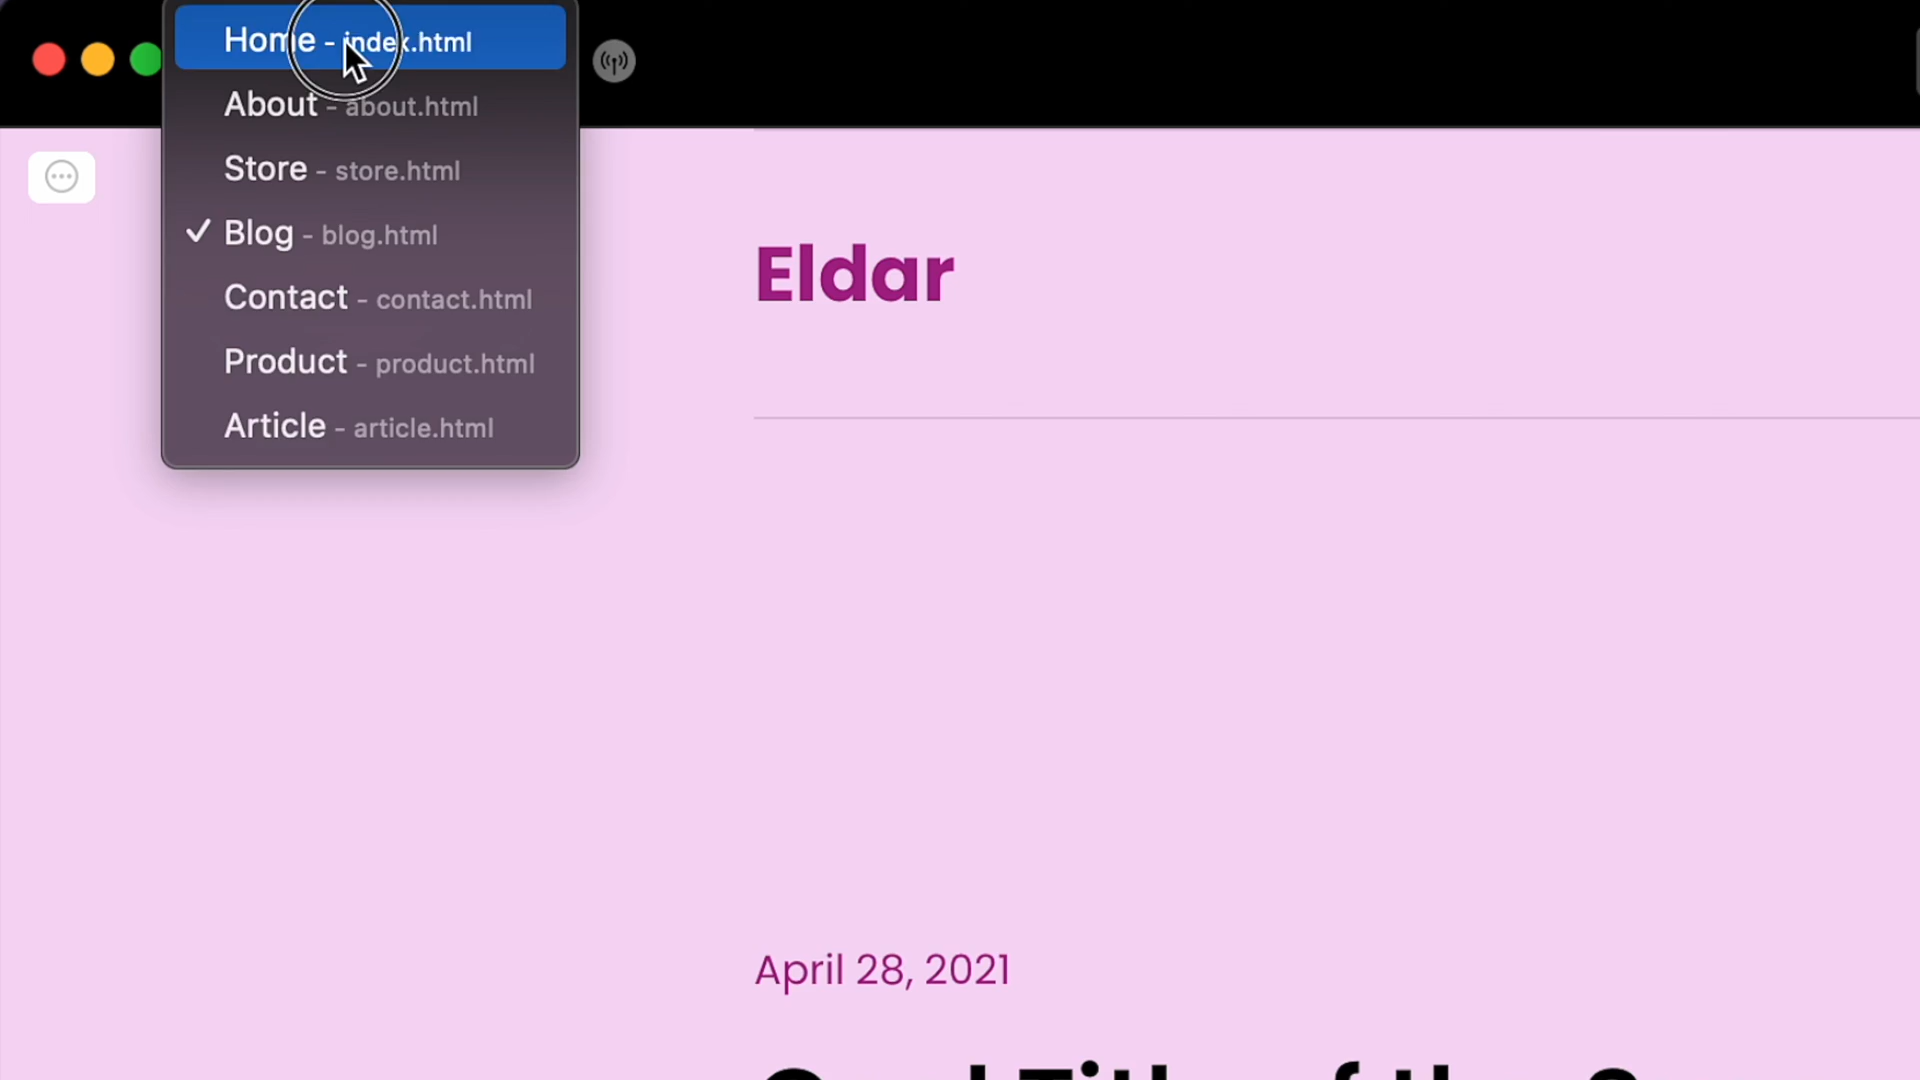 Home - index.html
About - about.html
Store - store.html
Blog - blog.html
Contact - contact.html
Product - product.html
Article - article.html
Eldar
April 28, 2021